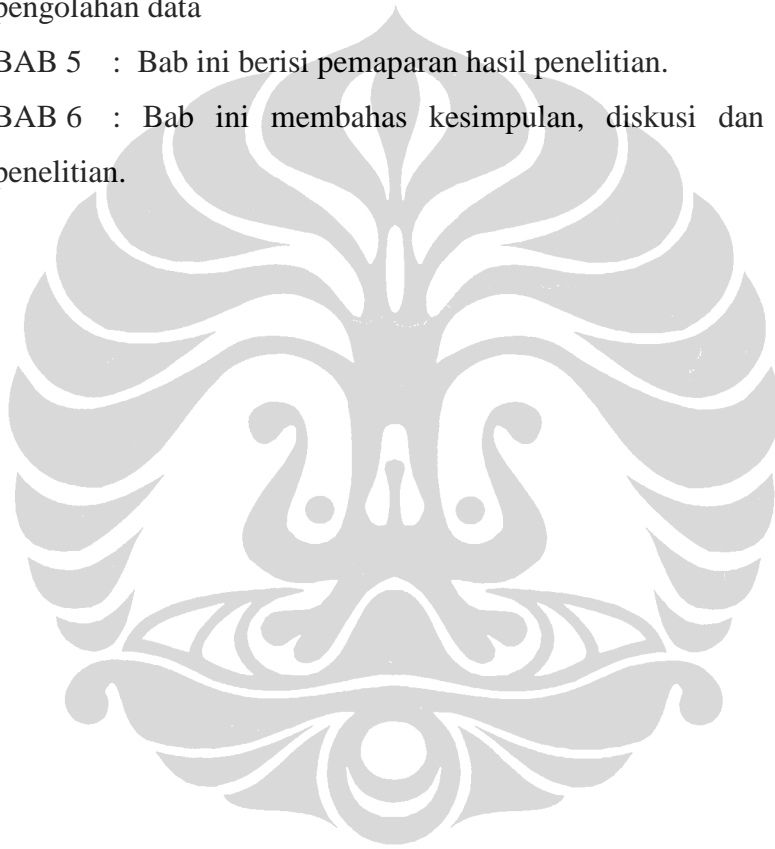 pengolahan data
BAB 5 : Bab ini berisi pemaparan hasil penelitian.
BAB 6 : Bab ini membahas kesimpulan, diskusi dan
penelitian.